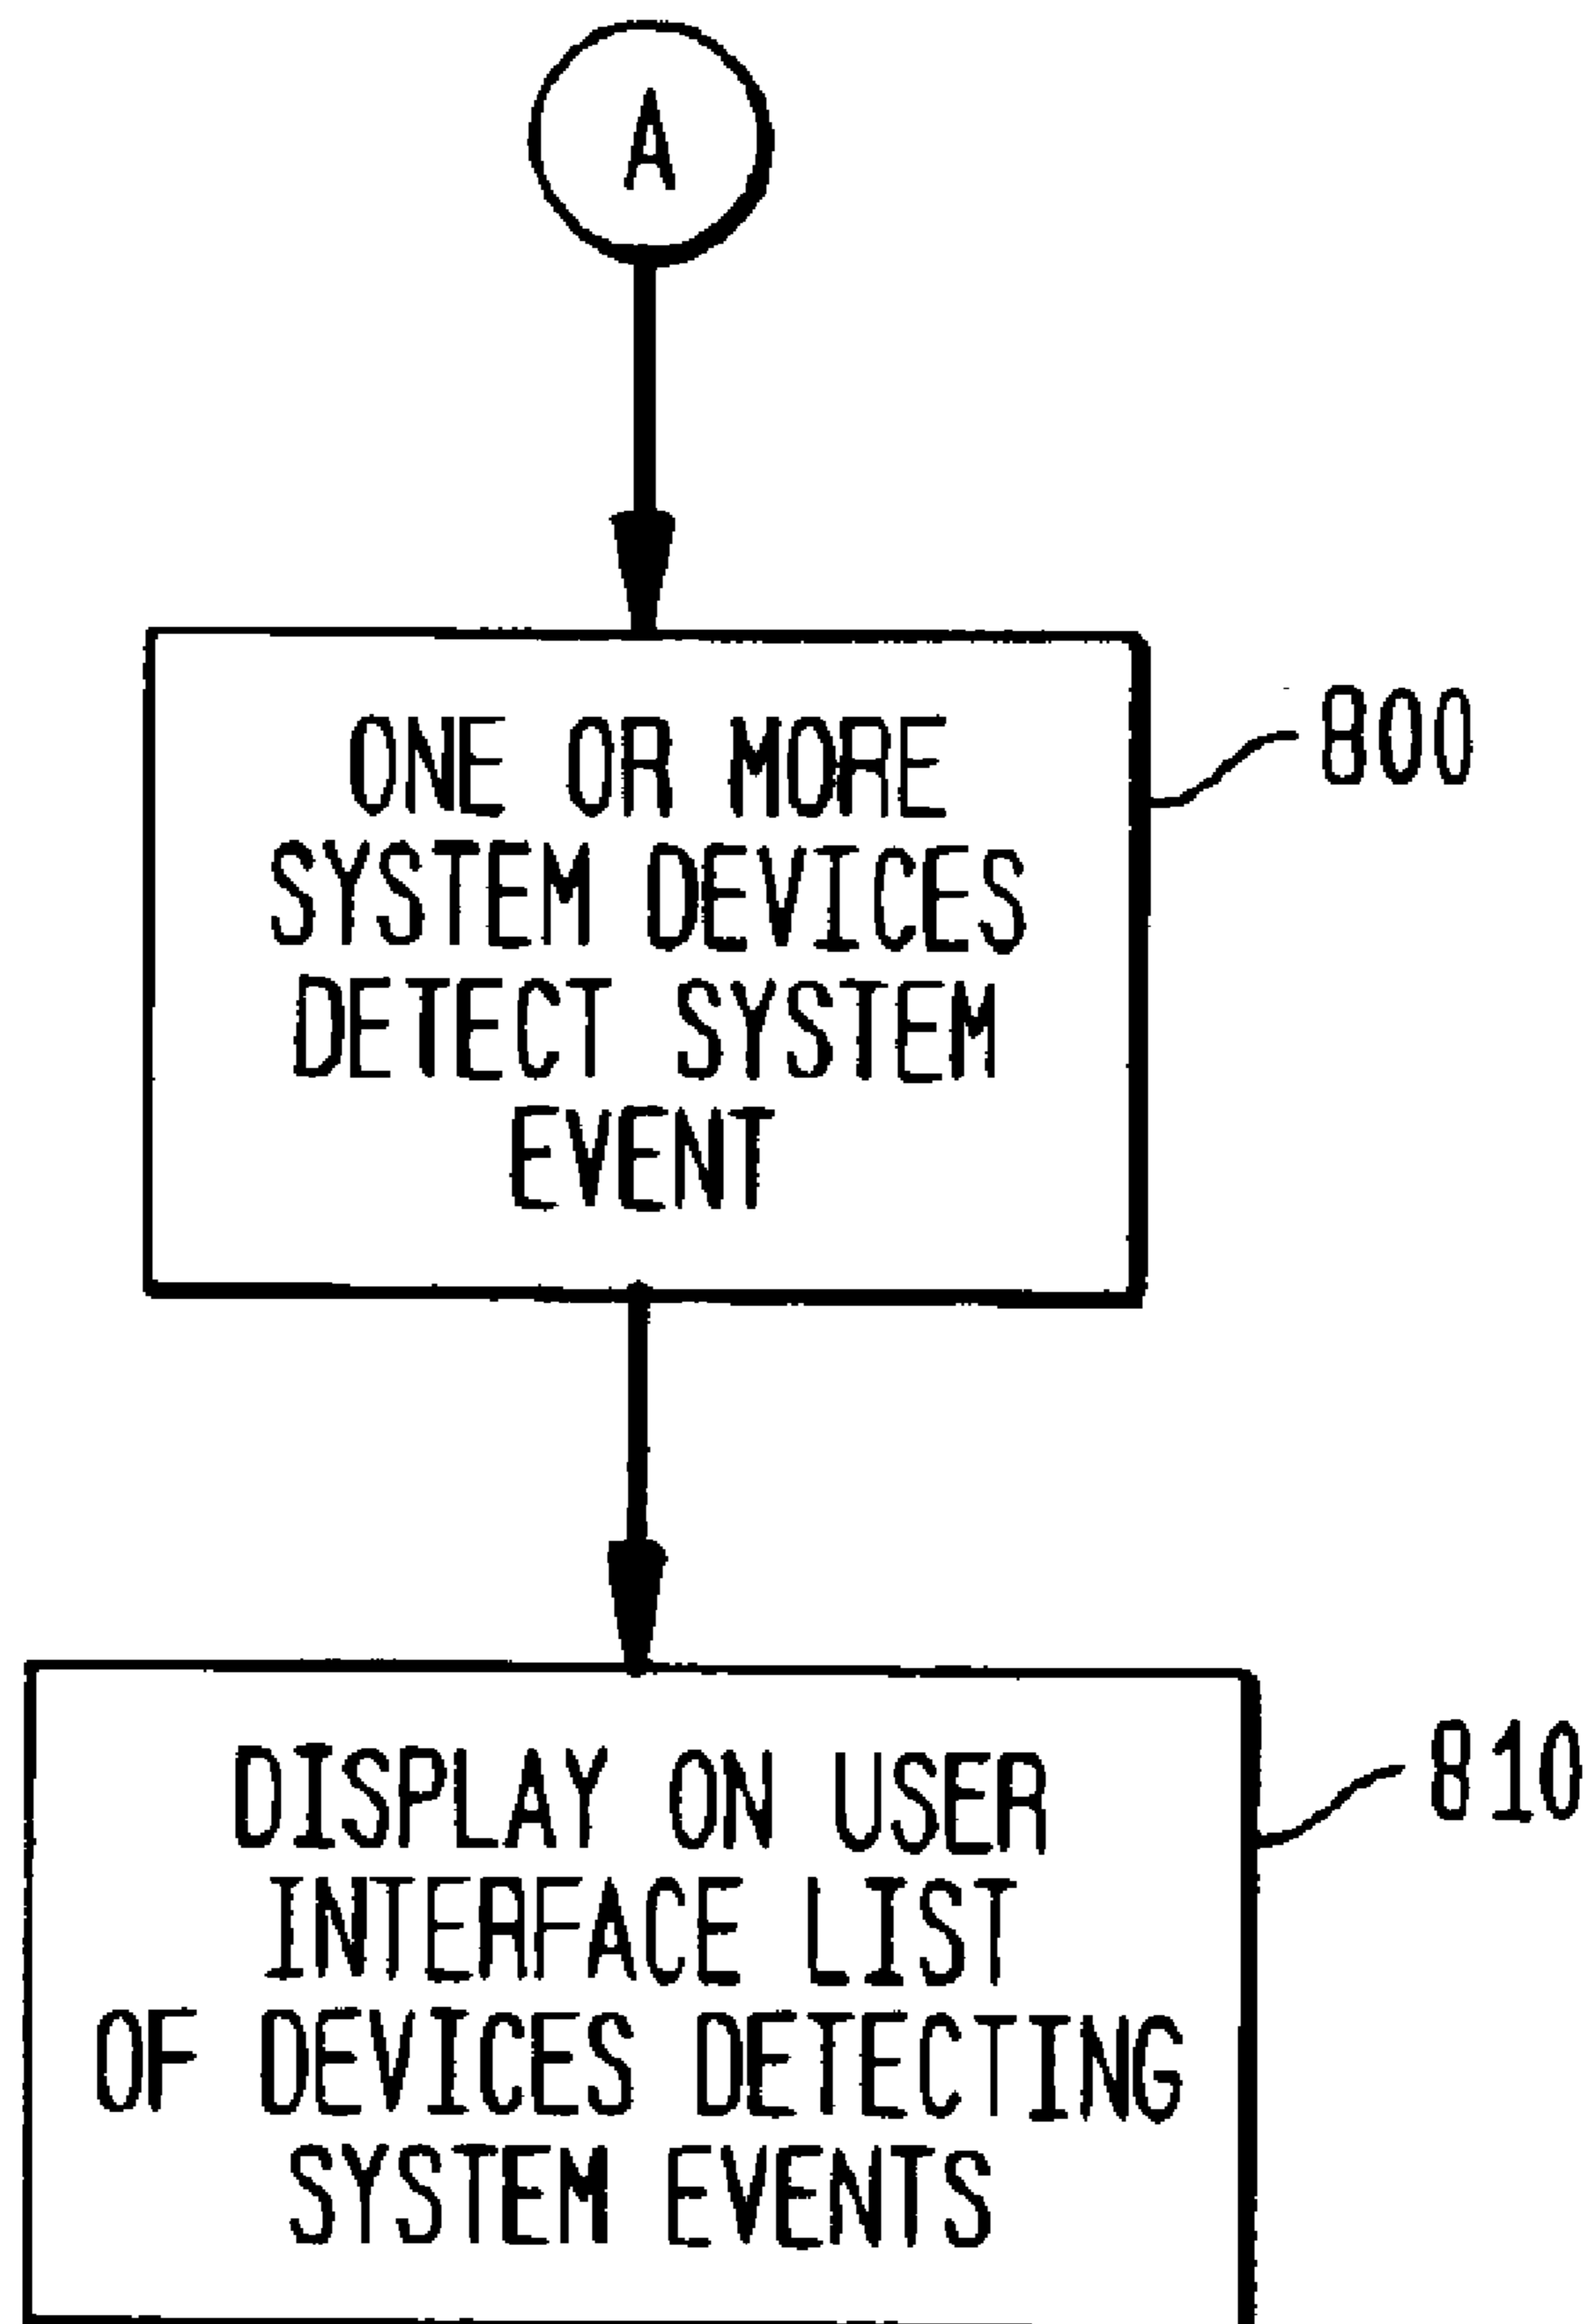 A
ONE OR MORE
SYSTEM DEVICES
DETECT SYSTEM
EVENT
800
DISPLAY ON USER
INTERFACE LIST
OF DEVICES DETECTING
SYSTEM EVENTS
810